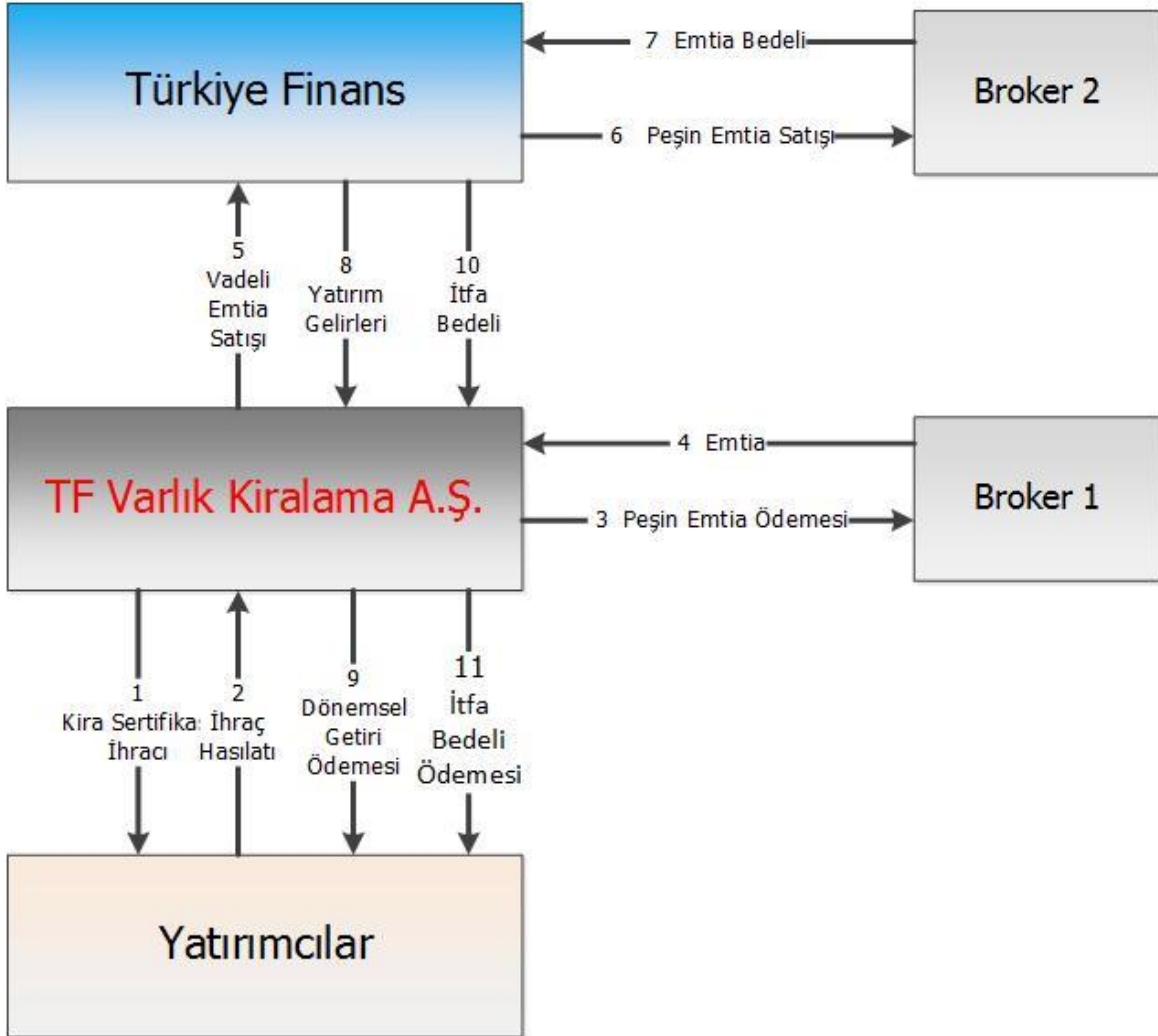 Türkiye Finans
7 Emtia Bedeli
6 Peşin Emtia Satışı
Broker 2
5
Vadeli
Emtia
Satışı
8
Yatırım
Gelirleri
10
İtfa
Bedeli
TF Varlık Kiralama A.Ş.
4 Emtia
3 Peşin Emtia Ödemesi
Broker 1
1
Kira Sertifikas
İhracı
2
İhraç
Hasılatı
9
Dönemsel
Getiri
Ödemesi
11
İtfa
Bedeli
Ödemesi
Yatırımcılar